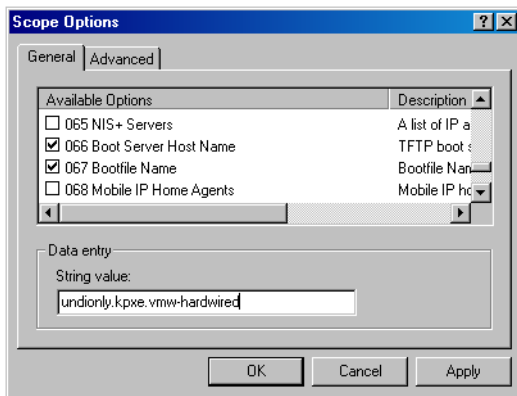 Scope Options
General Advanced
Available Options Description
065 NIS+ Servers A list of IP a
066 Boot Server Host Name TFTP boot s
067 Bootfile Name Bootfile Nan
068 Mobile IP Home Agents Mobile IP ho
Data entry
String value:
undionly.kpxe.vmw-hardwired
OK Cancel Apply